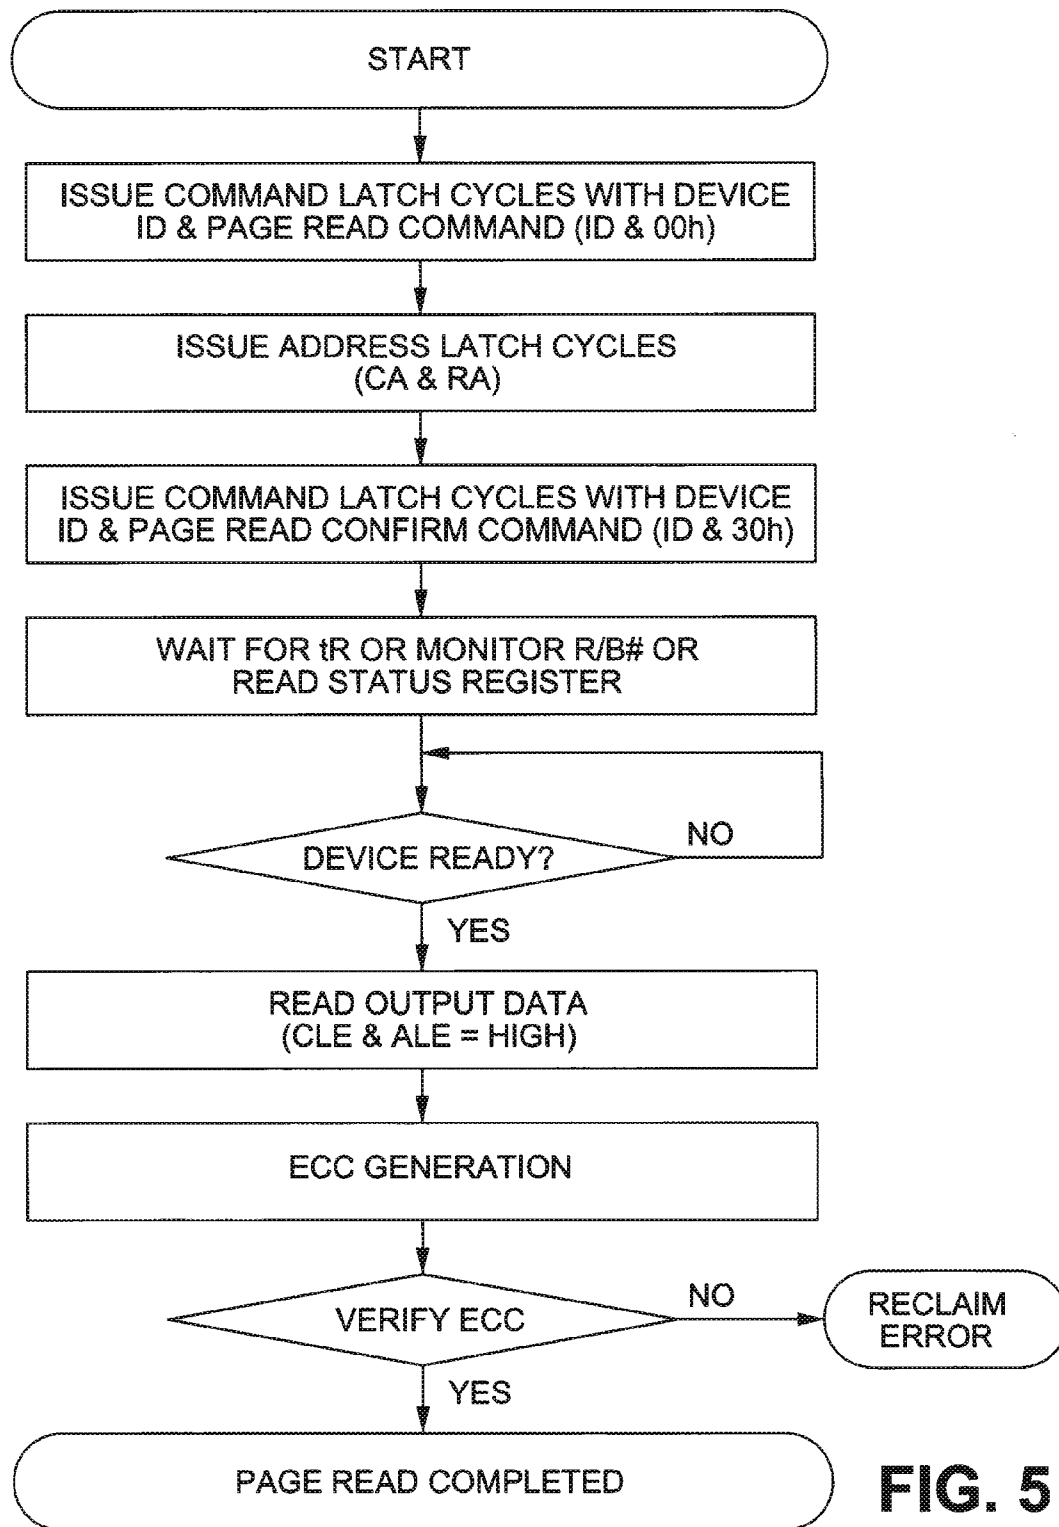 START
ISSUE COMMAND LATCH CYCLES WITH DEVICE
ID & PAGE READ COMMAND (ID & 00h)
ISSUE ADDRESS LATCH CYCLES
(CA & RA)
ISSUE COMMAND LATCH CYCLES WITH DEVICE
ID & PAGE READ CONFIRM COMMAND (ID & 30h)
WAIT FOR tR OR MONITOR R/B# OR
READ STATUS REGISTER
DEVICE READY?
NO
YES
READ OUTPUT DATA
(CLE & ALE = HIGH)
ECC GENERATION
VERIFY ECC
NO
RECLAIM
ERROR
YES
PAGE READ COMPLETED
FIG. 5